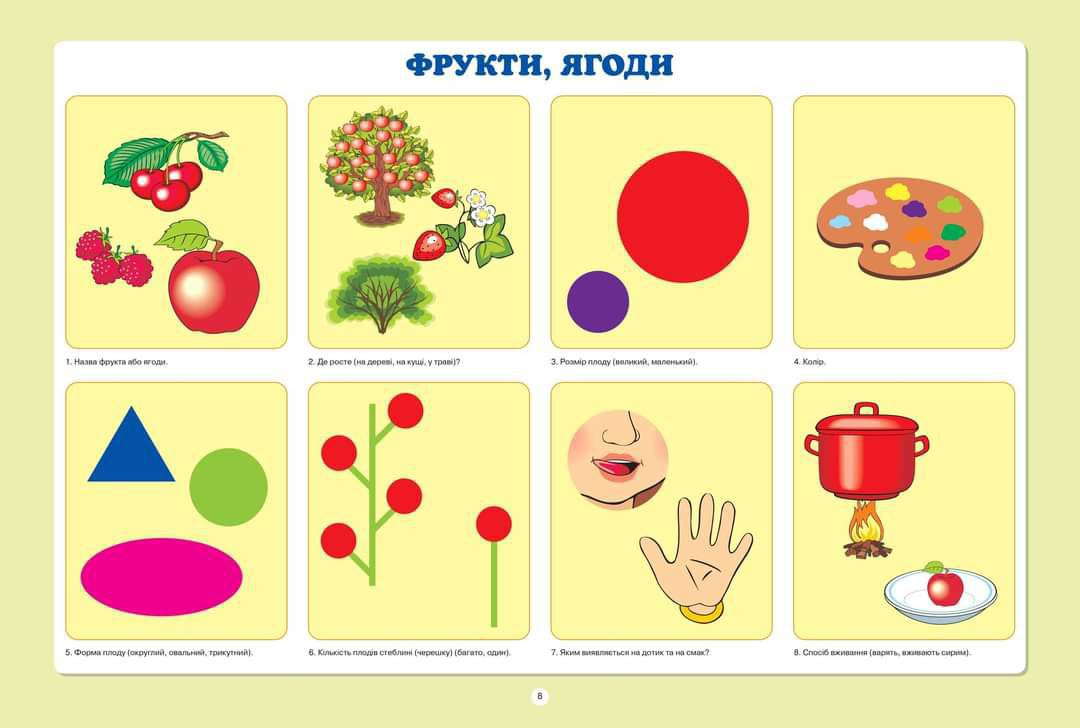 ФРУКТИ, ЯГОДИ
1. Назва фрукта або ягоди.
2. Де росте (на дереві, на кущі, у траві)?
3. Розмір плоду (великий, маленький).
4. Колір.
5. Форма плоду (округлий, овальний, трикутний).
6. Кількість плодів стеблині (черешку) (багато, один).
7. Яким виявляється на дотик та на смак?
8. Спосіб вживання (варять, вживають сирим).
8